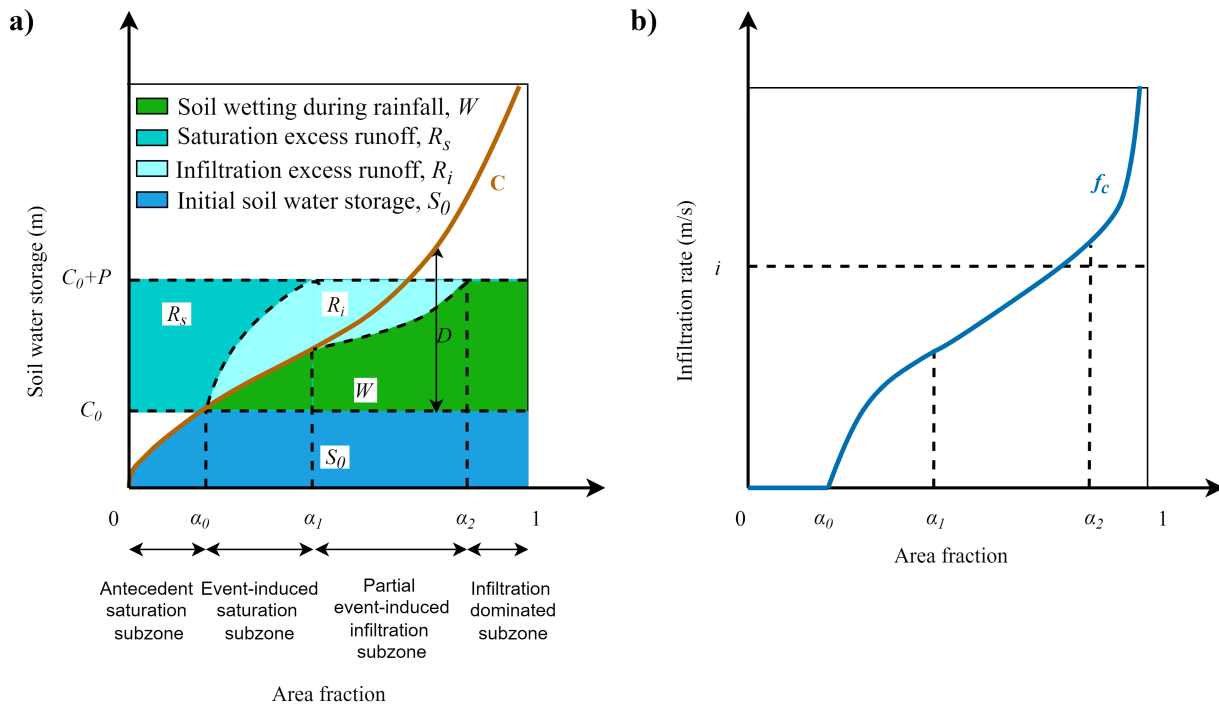 a)
Soil wetting during rainfall, W
Saturation excess runoff, Rs
Infiltration excess runoff, Ri
Initial soil water storage, S0
C
Soil water storage (m)
C0+P
Rs
Ri
D
W
C0
S0
0
α0
α1
α2
1
Antecedent
saturation
subzone
Event-induced
saturation
subzone
Partial
event-induced
infiltration
subzone
Infiltration
dominated
subzone
Area fraction
b)
fc
Infiltration rate (m/s)
i
0
α0
α1
α2
1
Area fraction